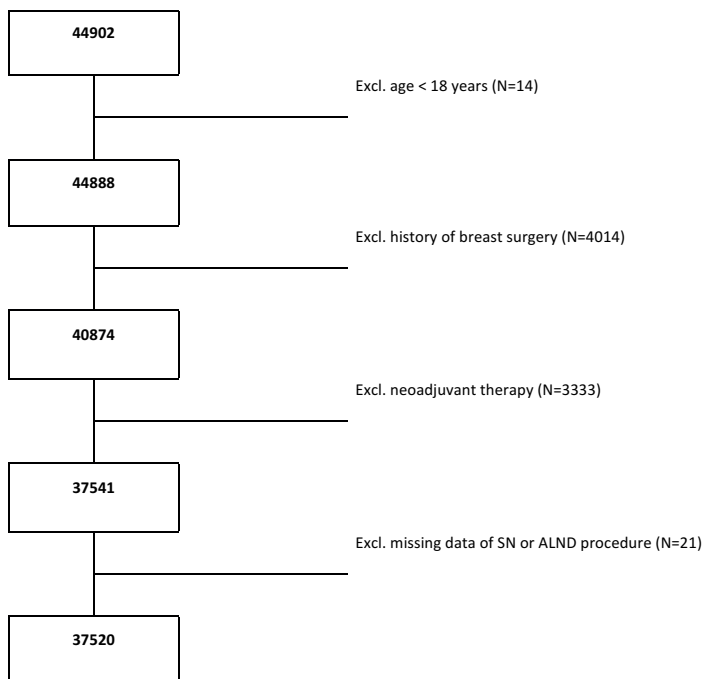 44902
Excl. age < 18 years (N=14)
44888
Excl. history of breast surgery (N=4014)
40874
Excl. neoadjuvant therapy (N=3333)
37541
Excl. missing data of SN or ALND procedure (N=21)
37520